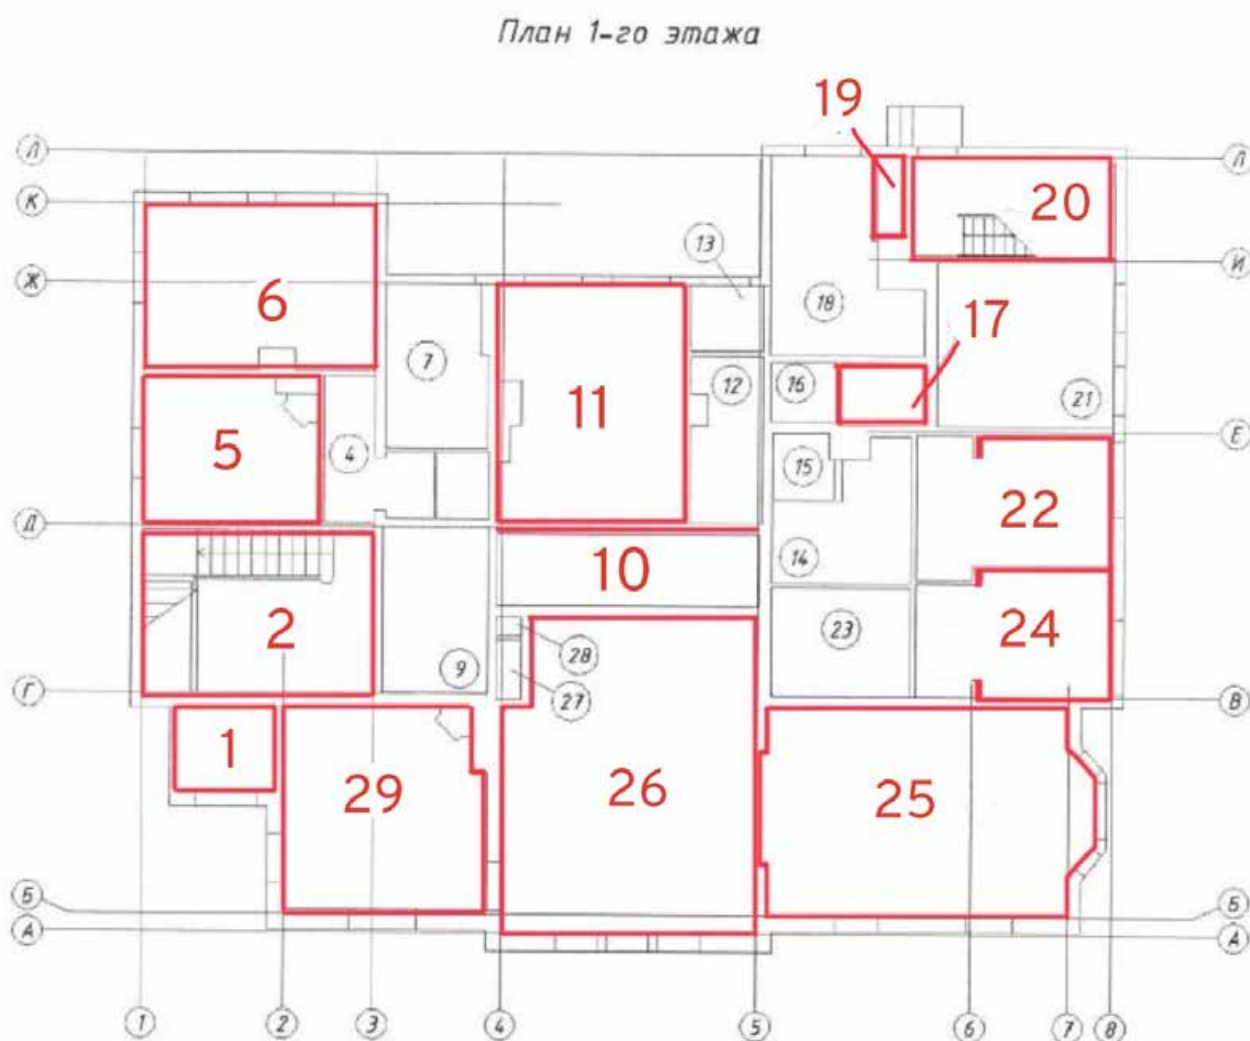 План 1-го этажа
19
Л Л
К 20
13
Ж И
6 18 17
7
11 12 16 21
5 4 Е
15 22
Д
10 14
2 28 23 24
9
Г 27 В
1
29 26 25
Б Б
А А
1 2 3 4 5 6 7 8